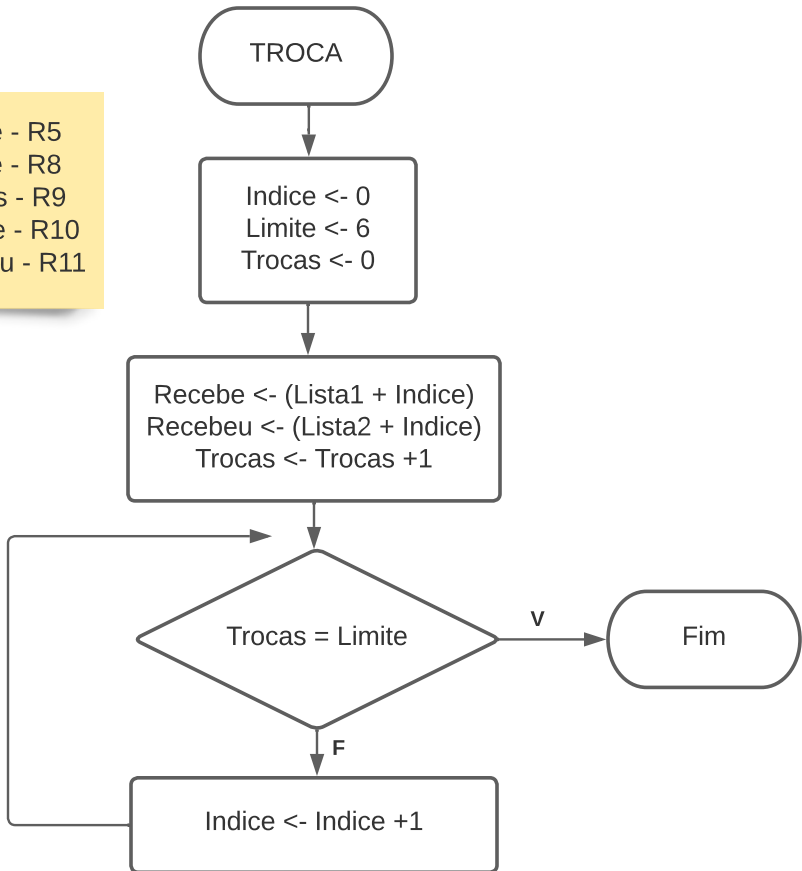 TROCA
e - R5
e - R8
s - R9
e - R10
u - R11
Indice <- 0
Limite <- 6
Trocas <- 0
Recebe <- (Lista1 + Indice)
Recebeu <- (Lista2 + Indice)
Trocas <- Trocas +1
Trocas = Limite
V
Fim
F
Indice <- Indice +1